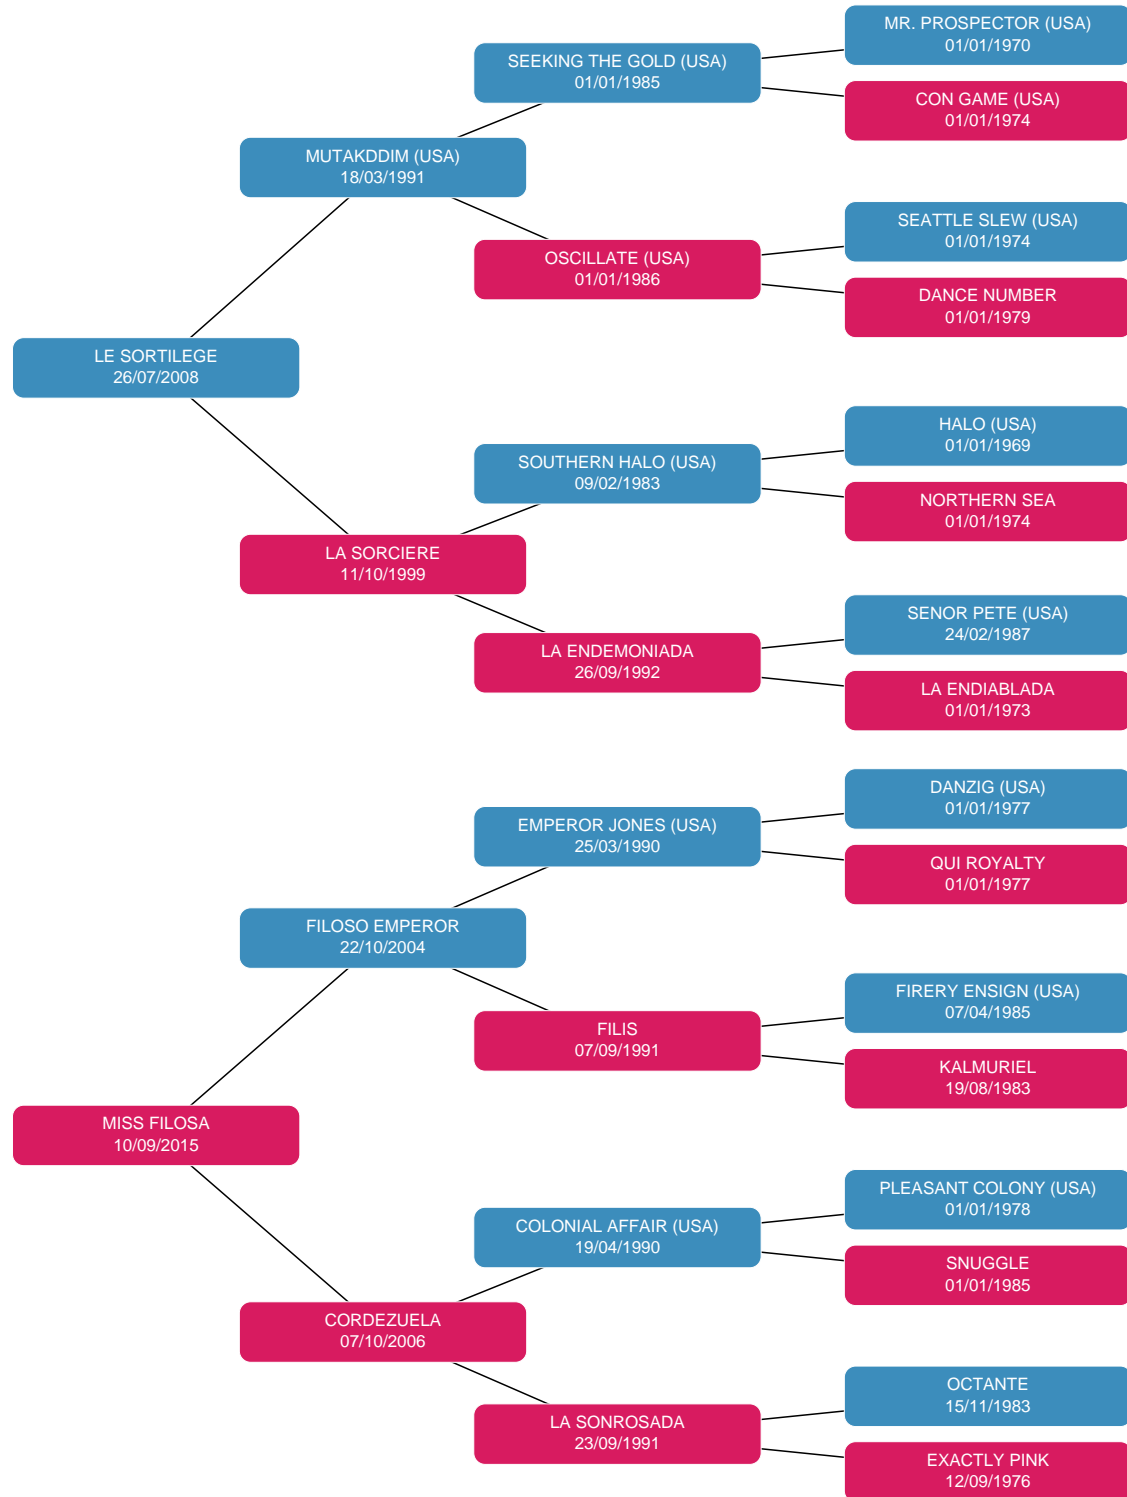 MR. PROSPECTOR (USA)
01/01/1970
SEEKING THE GOLD (USA)
01/01/1985
CON GAME (USA)
01/01/1974
MUTAKDDIM (USA)
18/03/1991
SEATTLE SLEW (USA)
01/01/1974
OSCILLATE (USA)
01/01/1986
DANCE NUMBER
01/01/1979
LE SORTILEGE
26/07/2008
HALO (USA)
01/01/1969
SOUTHERN HALO (USA)
09/02/1983
NORTHERN SEA
01/01/1974
LA SORCIERE
11/10/1999
SENOR PETE (USA)
24/02/1987
LA ENDEMONIADA
26/09/1992
LA ENDIABLADA
01/01/1973
DANZIG (USA)
01/01/1977
EMPEROR JONES (USA)
25/03/1990
QUI ROYALTY
01/01/1977
FILOSO EMPEROR
22/10/2004
FIRERY ENSIGN (USA)
07/04/1985
FILIS
07/09/1991
KALMURIEL
19/08/1983
MISS FILOSA
10/09/2015
PLEASANT COLONY (USA)
01/01/1978
COLONIAL AFFAIR (USA)
19/04/1990
SNUGGLE
01/01/1985
CORDEZUELA
07/10/2006
OCTANTE
15/11/1983
LA SONROSADA
23/09/1991
EXACTLY PINK
12/09/1976